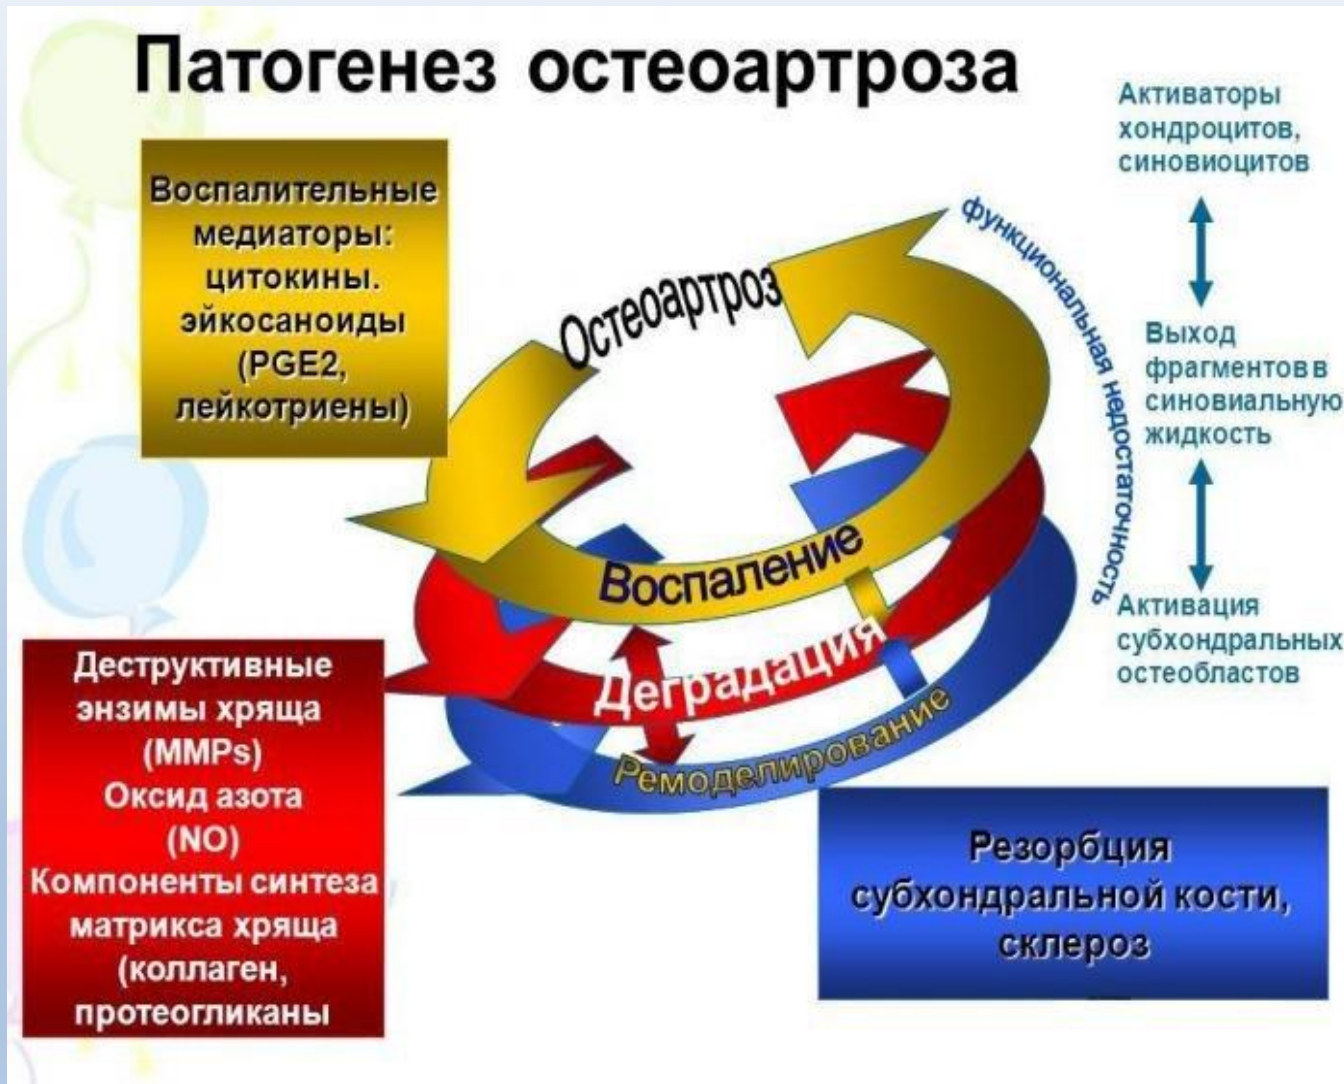 Патогенез остеоартроза
Воспалительные
медиаторы:
цитокины.
эйкосаноиды
(PGE2,
лейкотриены)
Остеоартроз
функциональная недостаточность
Активаторы
хондроцитов,
синовиоцитов
Выход
фрагментов в
синовиальную
жидкость
Активация
субхондральных
остеобластов
Воспаление
Деградация
Ремоделирование
Деструктивные
энзимы хряща
(MMPs)
Оксид азота
(NO)
Компоненты синтеза
матрикса хряща
(коллаген,
протеогликаны
Резорбция
субхондральной кости,
склероз